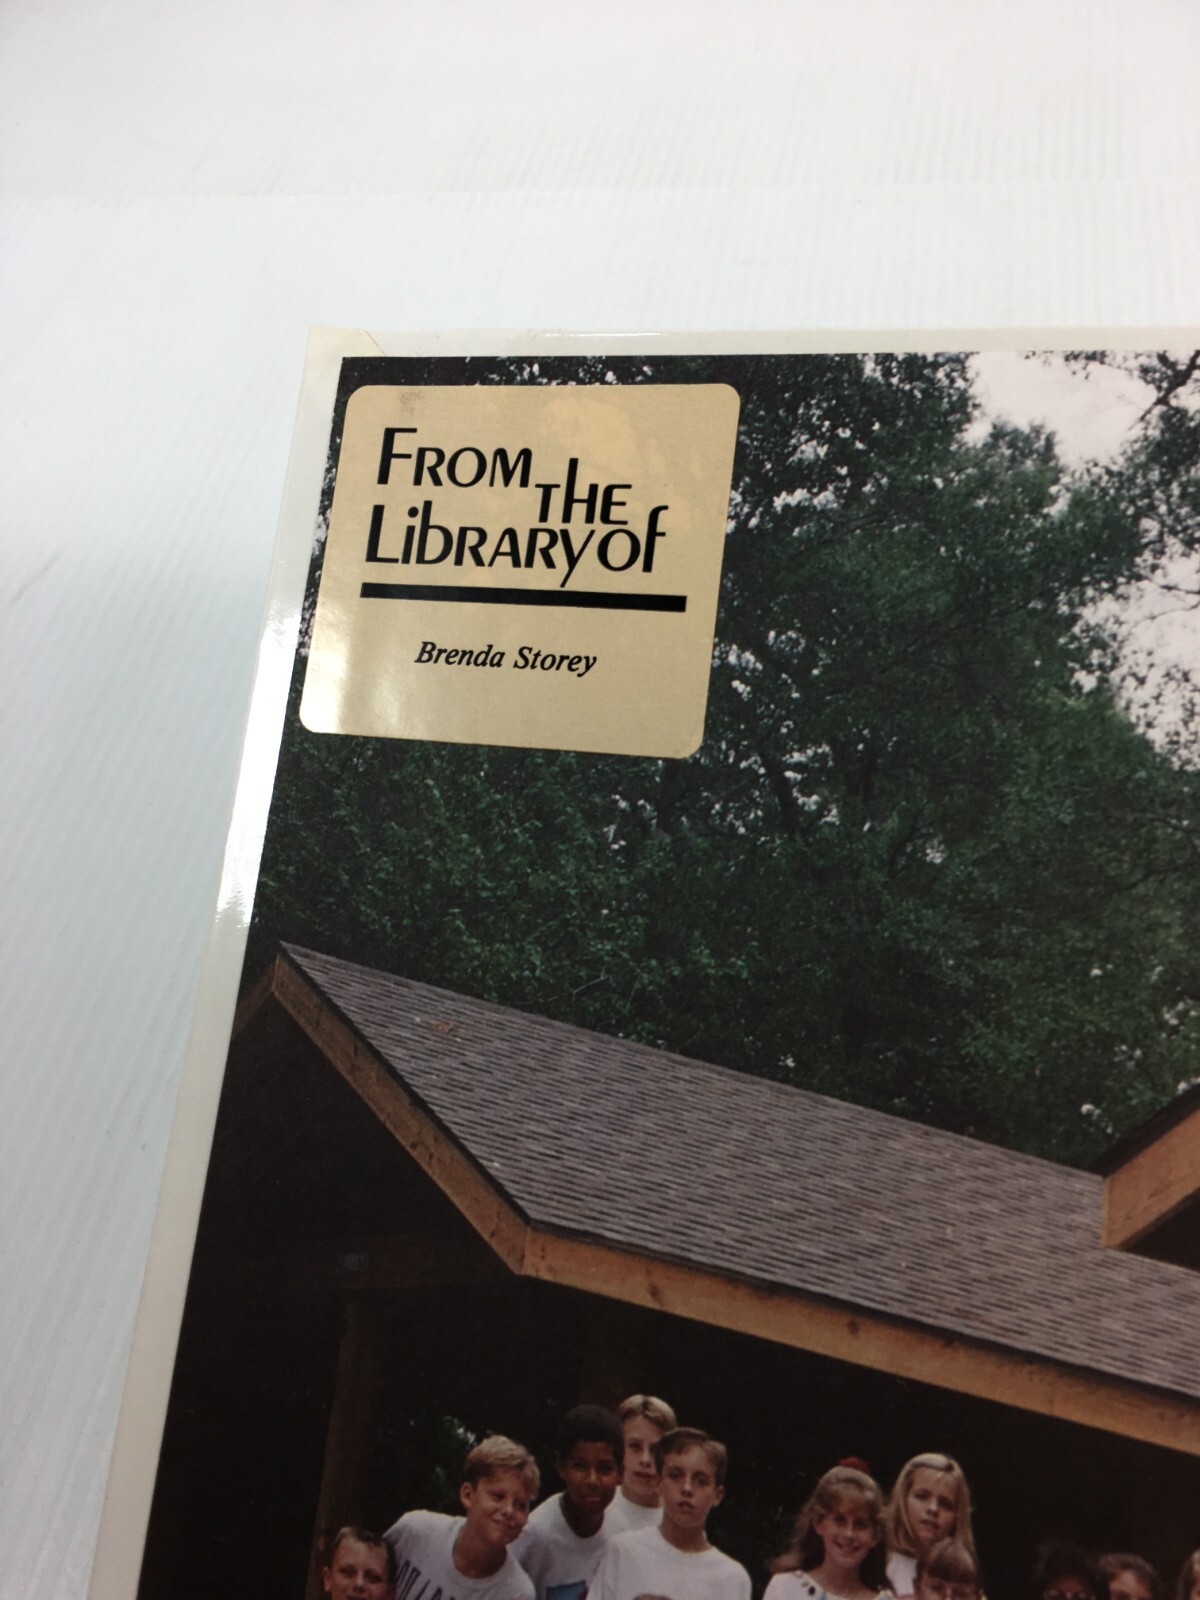 From the
Library of
Brenda Storey